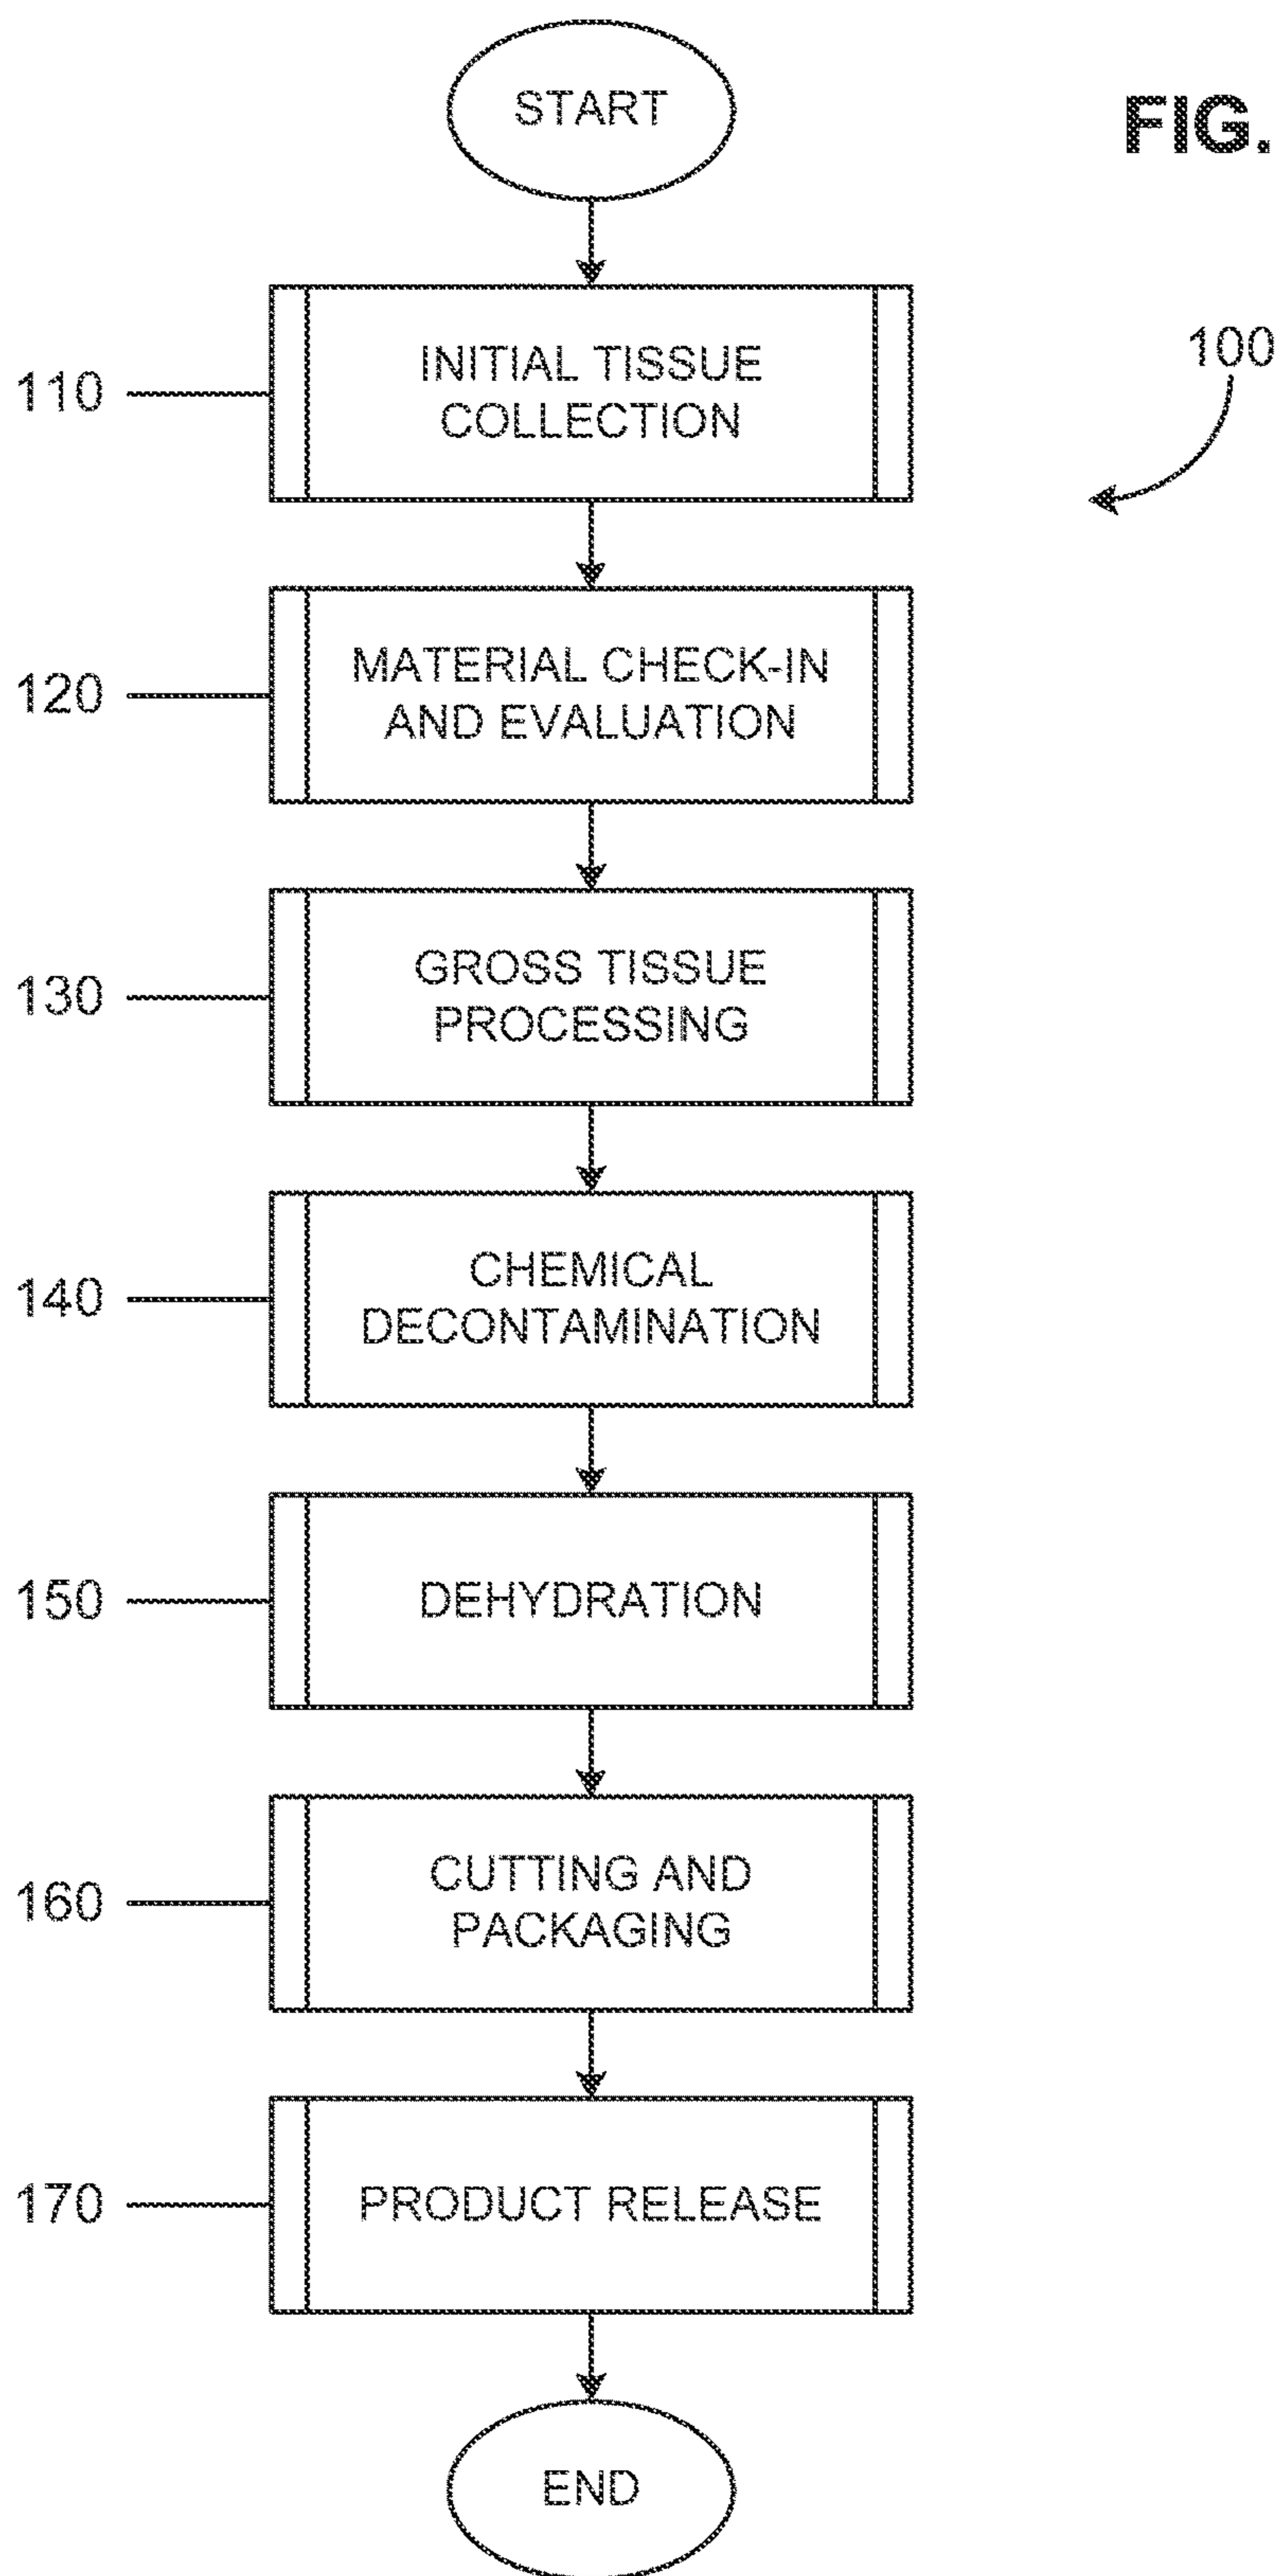 START
FIG.
100
110
INITIAL TISSUE
COLLECTION
120
MATERIAL CHECK-IN
AND EVALUATION
130
GROSS TISSUE
PROCESSING
140
CHEMICAL
DECONTAMINATION
150
DEHYDRATION
160
CUTTING AND
PACKAGING
170
PRODUCT RELEASE
END